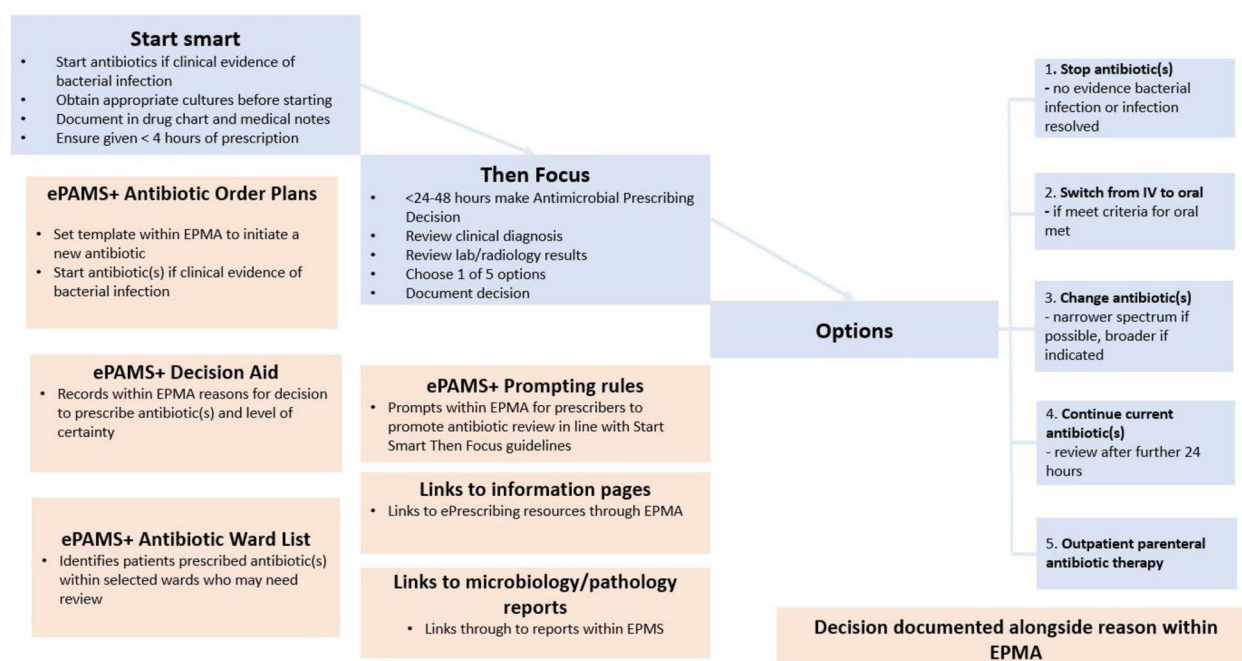 Start smart
• Start antibiotics if clinical evidence of
bacterial infection
• Obtain appropriate cultures before starting
• Document in drug chart and medical notes
• Ensure given < 4 hours of prescription
ePAMS+ Antibiotic Order Plans
• Set template within EPMA to initiate a
new antibiotic
• Start antibiotic(s) if clinical evidence of
bacterial infection
ePAMS+ Decision Aid
• Records within EPMA reasons for decision
to prescribe antibiotic(s) and level of
certainty
ePAMS+ Antibiotic Ward List
• Identifies patients prescribed antibiotic(s)
within selected wards who may need
review
Then Focus
• <24-48 hours make Antimicrobial Prescribing
Decision
• Review clinical diagnosis
• Review lab/radiology results
• Choose 1 of 5 options
• Document decision
ePAMS+ Prompting rules
• Prompts within EPMA for prescribers to
promote antibiotic review in line with Start
Smart Then Focus guidelines
Links to information pages
• Links to ePrescribing resources through EPMA
Links to microbiology/pathology
reports
• Links through to reports within EPMS
Options
1. Stop antibiotic(s)
- no evidence bacterial
infection or infection
resolved
2. Switch from IV to oral
- if meet criteria for oral
met
3. Change antibiotic(s)
- narrower spectrum if
possible, broader if
indicated
4. Continue current
antibiotic(s)
- review after further 24
hours
5. Outpatient parenteral
antibiotic therapy
Decision documented alongside reason within
EPMA